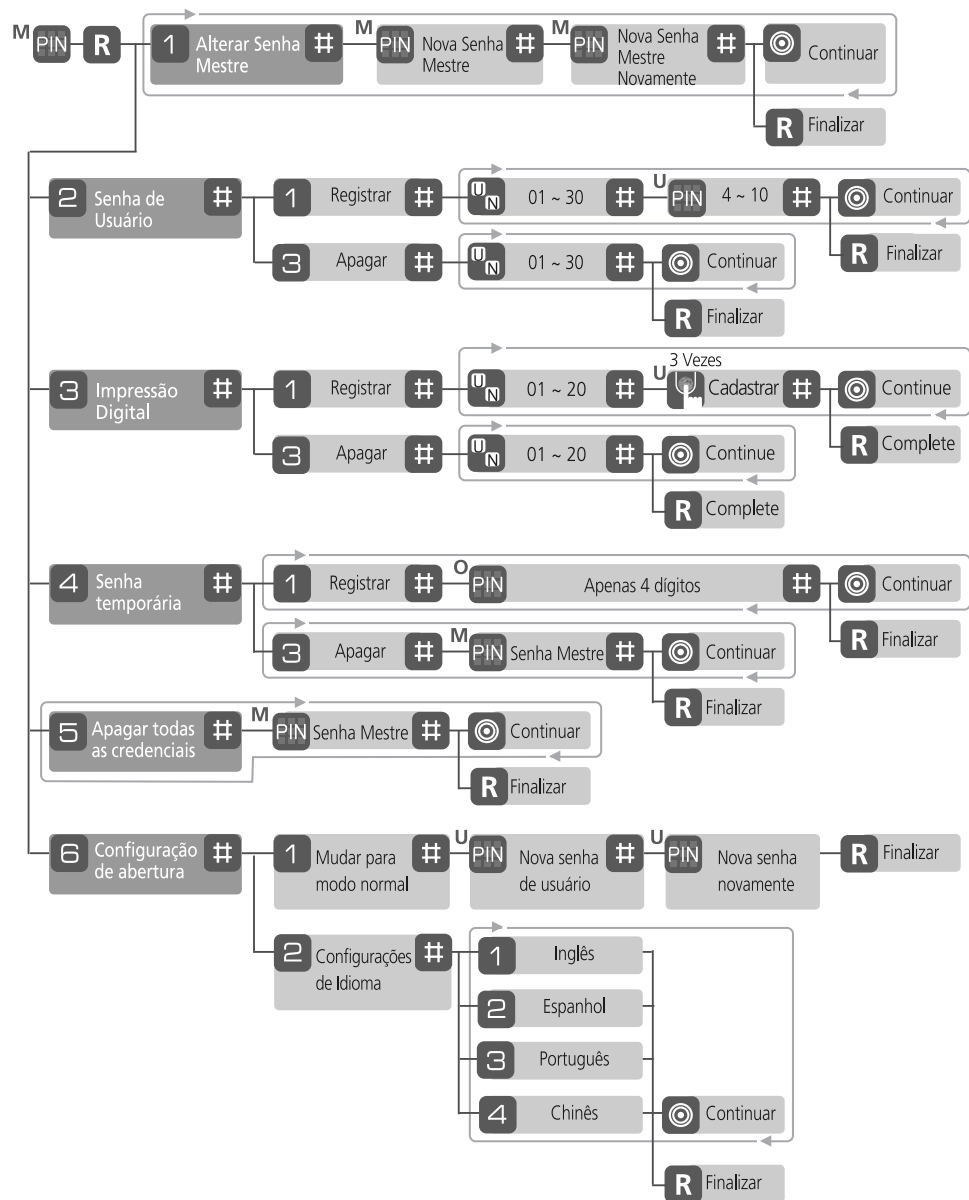 M PIN R 1 Alterar Senha Mestre # M PIN Nova Senha Mestre # M PIN Nova Senha Mestre Novamente # Continuar
R Finalizar
2 Senha de Usuário # 1 Registrar # UN 01 ~ 30 # U PIN 4 ~ 10 # Continuar
R Finalizar
3 Apagar # UN 01 ~ 30 # Continuar
R Finalizar
3 Impressão Digital # 1 Registrar # UN 01 ~ 20 # U 3 Vezes Cadastrar # Continue
R Complete
3 Apagar # UN 01 ~ 20 # Continue
R Complete
4 Senha temporária # 1 Registrar # O PIN Apenas 4 dígitos # Continuar
R Finalizar
3 Apagar # M PIN Senha Mestre # Continuar
R Finalizar
5 Apagar todas as credenciais # M PIN Senha Mestre # Continuar
R Finalizar
6 Configuração de abertura # 1 Mudar para modo normal # U PIN Nova senha de usuário # U PIN Nova senha novamente R Finalizar
2 Configurações de Idioma # 1 Inglês
2 Espanhol
3 Português
4 Chinês Continuar
R Finalizar